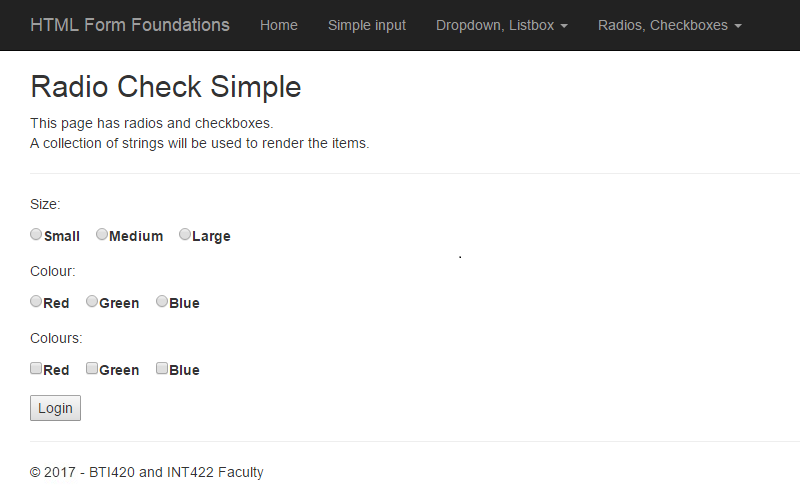 HTML Form Foundations Home Simple input Dropdown, Listbox Radios, Checkboxes
Radio Check Simple
This page has radios and checkboxes.
A collection of strings will be used to render the items.
Size:
Small Medium Large
Colour:
Red Green Blue
Colours:
Red Green Blue
Login
© 2017 - BTI420 and INT422 Faculty